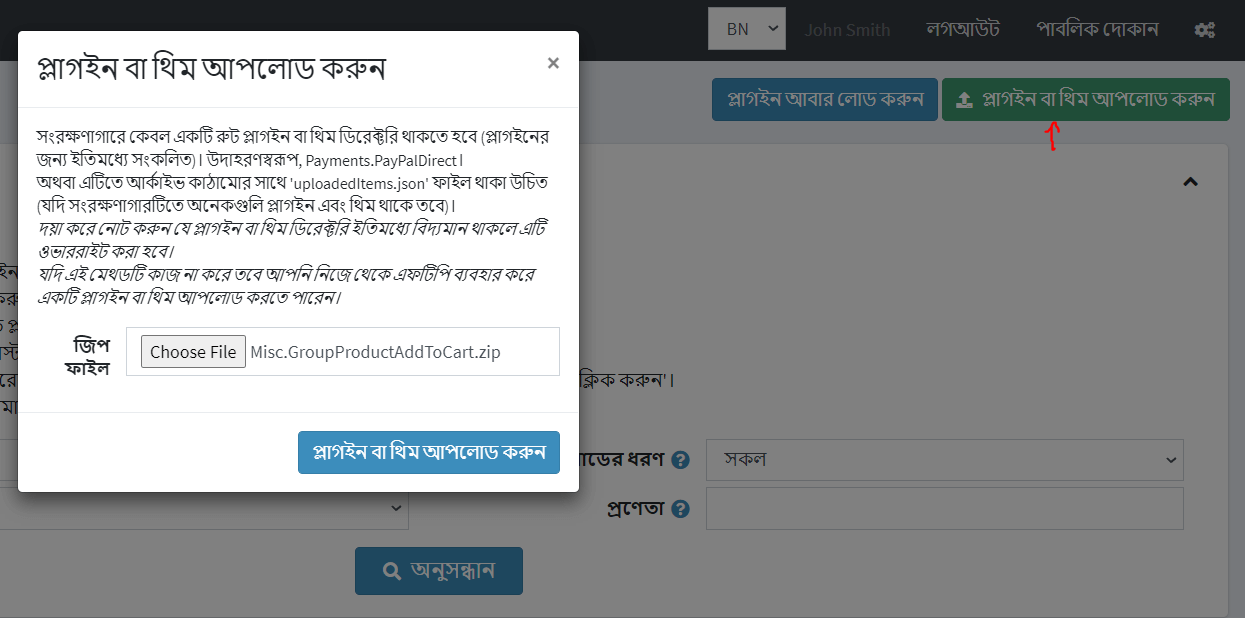 BN
John Smith
লগআউট
পাবলিক দোকান
প্লাগইন আবার লোড করুন
প্লাগইন বা থিম আপলোড করুন
প্লাগইন বা থিম আপলোড করুন
×
সংরক্ষণাগারে কেবল একটি রুট প্লাগইন বা থিম ডিরেক্টরি থাকতে হবে (প্লাগইনের
জন্য ইতিমধ্যে সংকলিত)। উদাহরণস্বরূপ, Payments.PayPalDirect।
অথবা এটিতে আর্কাইভ কাঠামোর সাথে 'uploadedItems.json' ফাইল থাকা উচিত
(যদি সংরক্ষণাগারটিতে অনেকগুলি প্লাগইন এবং থিম থাকে তবে)।
দয়া করে নোট করুন যে প্লাগইন বা থিম ডিরেক্টরি ইতিমধ্যে বিদ্যমান থাকলে এটি
ওভাররাইট করা হবে।
যদি এই মেথডটি কাজ না করে তবে আপনি নিজে থেকে এফটিপি ব্যবহার করে
একটি প্লাগইন বা থিম আপলোড করতে পারেন।
জিপ
ফাইল
Choose File Misc.GroupProductAddToCart.zip
ক্লিক করুন'।
প্লাগইন বা থিম আপলোড করুন
ধরণ
সকল
প্রণেতা
অনুসন্ধান